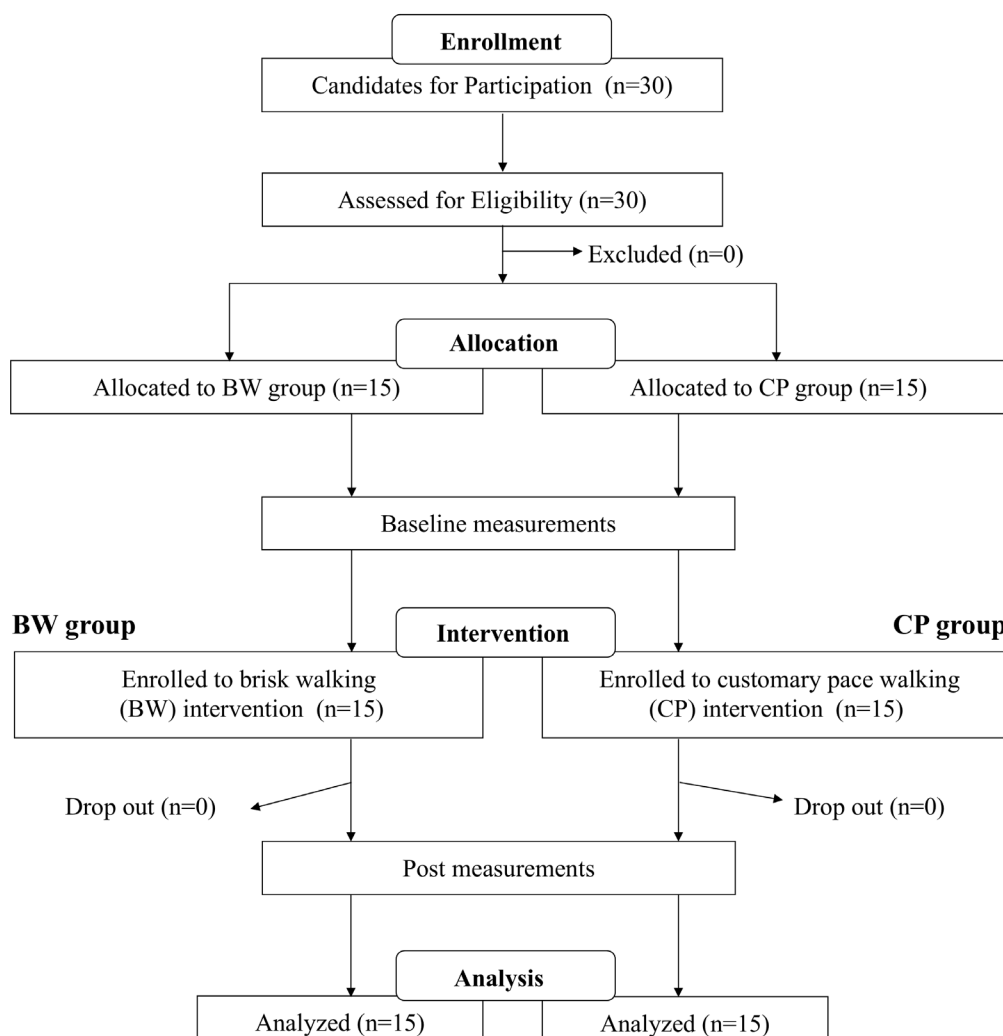 Enrollment
Candidates for Participation (n=30)
Assessed for Eligibility (n=30)
Excluded (n=0)
Allocation
Allocated to BW group (n=15)
Allocated to CP group (n=15)
Baseline measurements
BW group
Intervention
CP group
Enrolled to brisk walking
(BW) intervention (n=15)
Enrolled to customary pace walking
(CP) intervention (n=15)
Drop out (n=0)
Drop out (n=0)
Post measurements
Analysis
Analyzed (n=15)
Analyzed (n=15)